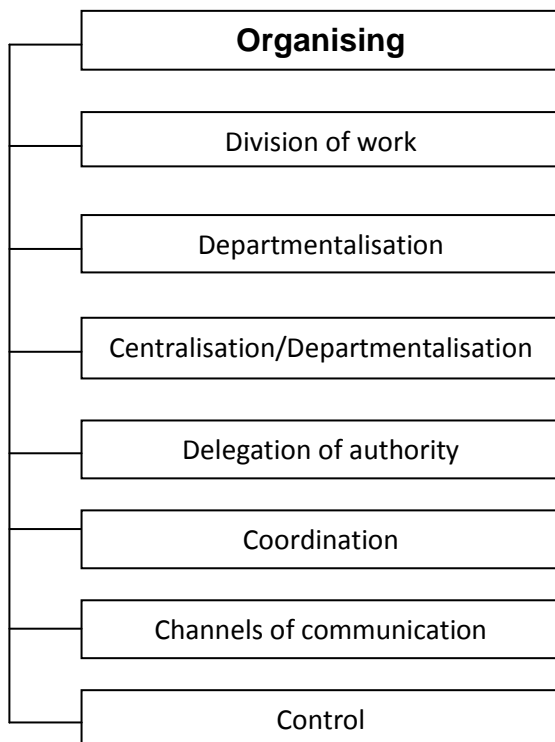 Organising
Division of work
Departmentalisation
Centralisation/Departmentalisation
Delegation of authority
Coordination
Channels of communication
Control